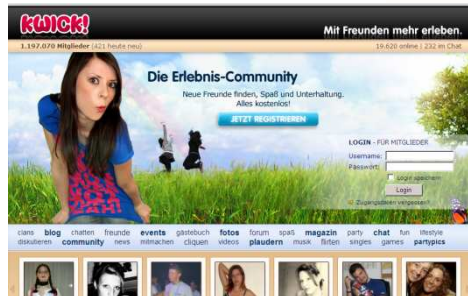 KWICK!
Mit Freunden mehr erleben.
1.197.070 Mitglieder (421 heute neu)
19.620 online | 232 im Chat
Die Erlebnis-Community
Neue Freunde finden, Spaß und Unterhaltung.
Alles kostenlos!
JETZT REGISTRIEREN
LOGIN - FÜR MITGLIEDER
Username:
Passwort:
Login speichern
Login
Zugangsdaten vergessen?
clans blog chatten freunde events gästebuch fotos forum spaß magazin party chat fun lifestyle
diskutieren community news mitmachen cliquen videos plaudern musik flirten singles games partypics